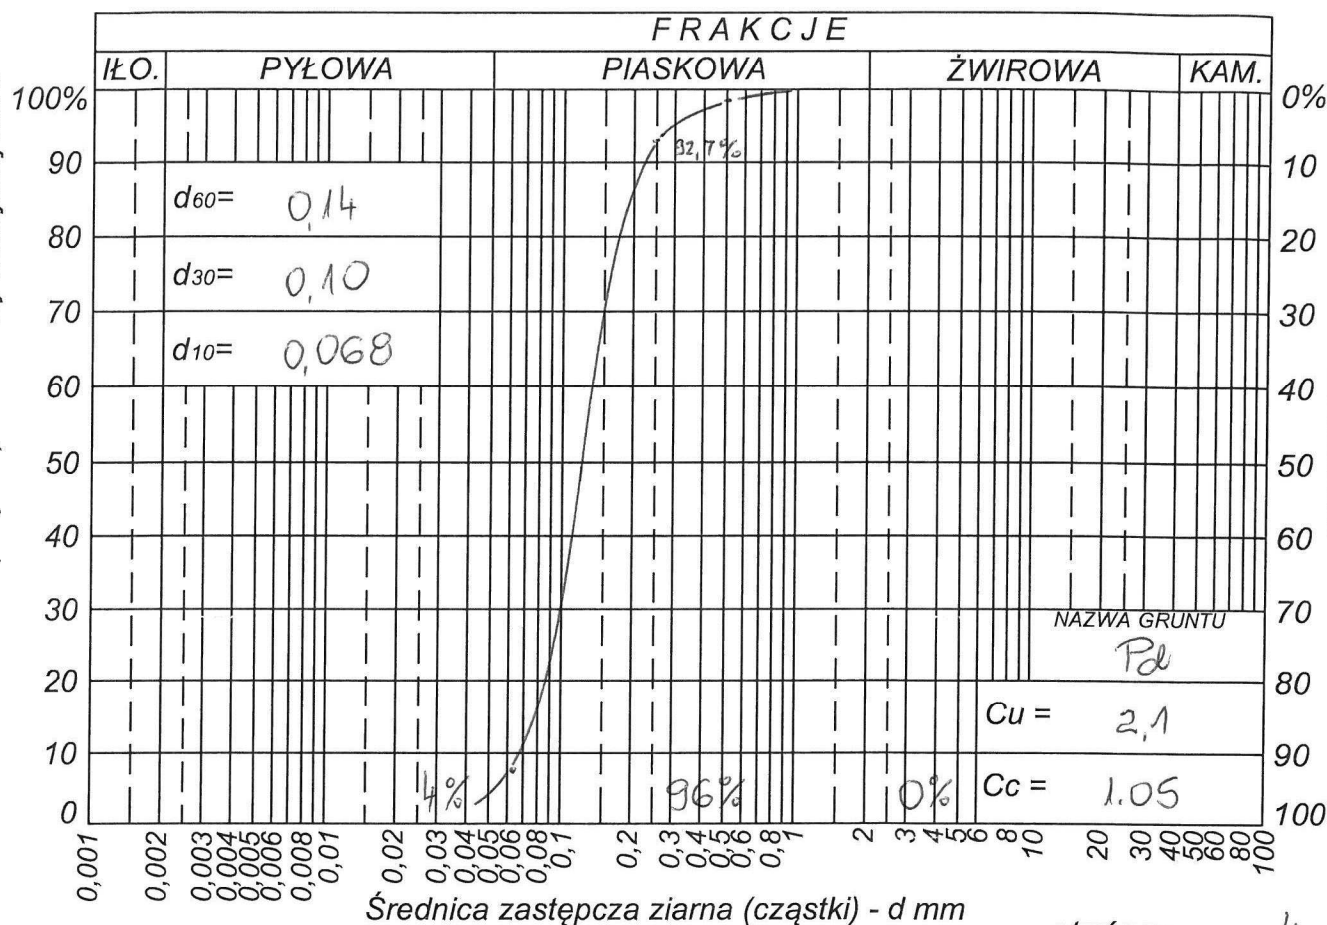 FRAKCJE
IŁO. PYŁOWA PIASKOWA ŻWIROWA KAM.
100% 0%
32,7%
90 10
d60= 0,14
80 20
d30= 0,10
70 30
d10= 0,068
60 40
50 50
40 60
30 70
NAZWA GRUNTU
Pd
20 80
Cu = 2,1
10 90
4% 96% 0% Cc = 1.05
0 100
0,001 0,002 0,003 0,004 0,005 0,006 0,008 0,01 0,02 0,03 0,04 0,05 0,06 0,08 0,1 0,2 0,3 0,4 0,5 0,6 0,8 1 2 3 4 5 6 8 10 20 30 40 50 60 80 100
Średnica zastępcza ziarna (cząstki) - d mm